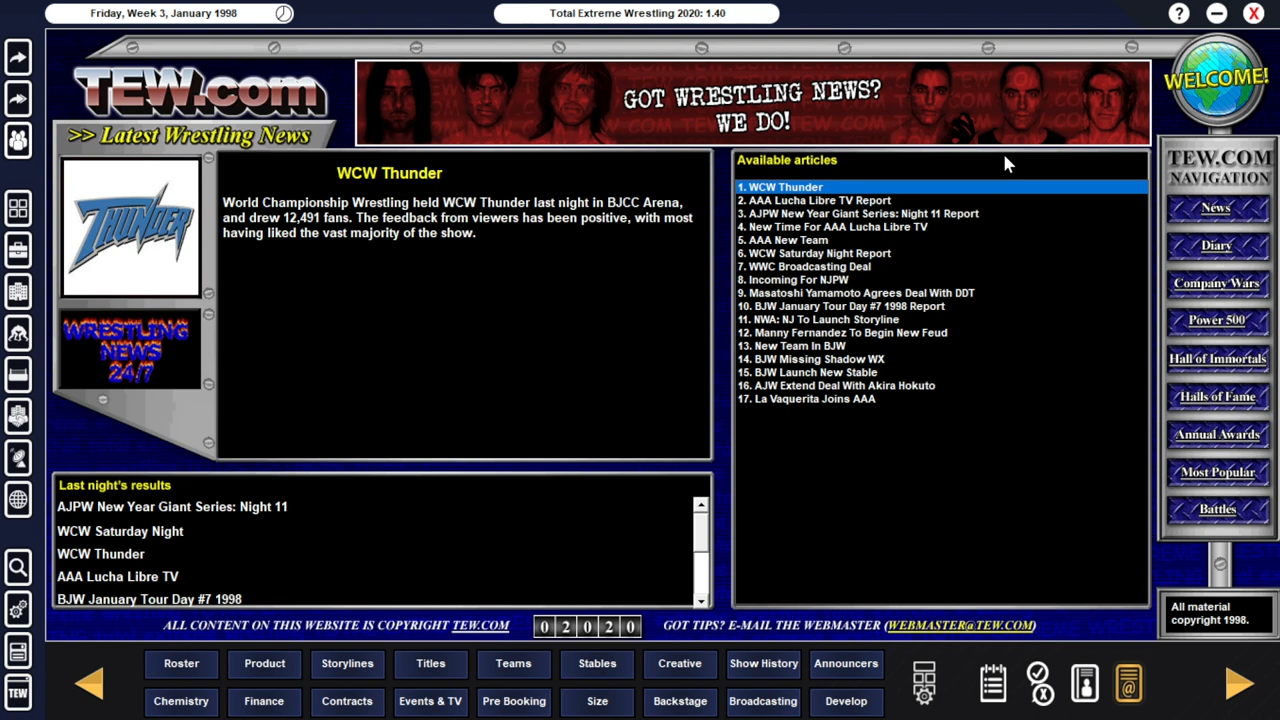 Friday, Week 3, January 1998
Total Extreme Wrestling 2020: 1.40
?
X
TEW.com
>> Latest Wrestling News
GOT WRESTLING NEWS?
WE DO!
WELCOME!
THUNDER
WRESTLING
NEWS
24/7
WCW Thunder
World Championship Wrestling held WCW Thunder last night in BJCC Arena,
and drew 12,491 fans. The feedback from viewers has been positive, with most
having liked the vast majority of the show.
Available articles
1. WCW Thunder
2. AAA Lucha Libre TV Report
3. AJPW New Year Giant Series: Night 11 Report
4. New Time For AAA Lucha Libre TV
5. AAA New Team
6. WCW Saturday Night Report
7. WWC Broadcasting Deal
8. Incoming For NJPW
9. Masatoshi Yamamoto Agrees Deal With DDT
10. BJW January Tour Day #7 1998 Report
11. NWA: NJ To Launch Storyline
12. Manny Fernandez To Begin New Feud
13. New Team In BJW
14. BJW Missing Shadow WX
15. BJW Launch New Stable
16. AJW Extend Deal With Akira Hokuto
17. La Vaquerita Joins AAA
TEW.COM
NAVIGATION
News
Diary
Company Wars
Power 500
Hall of Immortals
Halls of Fame
Annual Awards
Most Popular
Battles
All material
copyright 1998.
Last night's results
AJPW New Year Giant Series: Night 11
WCW Saturday Night
WCW Thunder
AAA Lucha Libre TV
BJW January Tour Day #7 1998
ALL CONTENT ON THIS WEBSITE IS COPYRIGHT TEW.COM
0 2 0 2 0
GOT TIPS? E-MAIL THE WEBMASTER (WEBMASTER@TEW.COM)
Roster
Product
Storylines
Titles
Teams
Stables
Creative
Show History
Announcers
Chemistry
Finance
Contracts
Events & TV
Pre Booking
Size
Backstage
Broadcasting
Develop
TEW